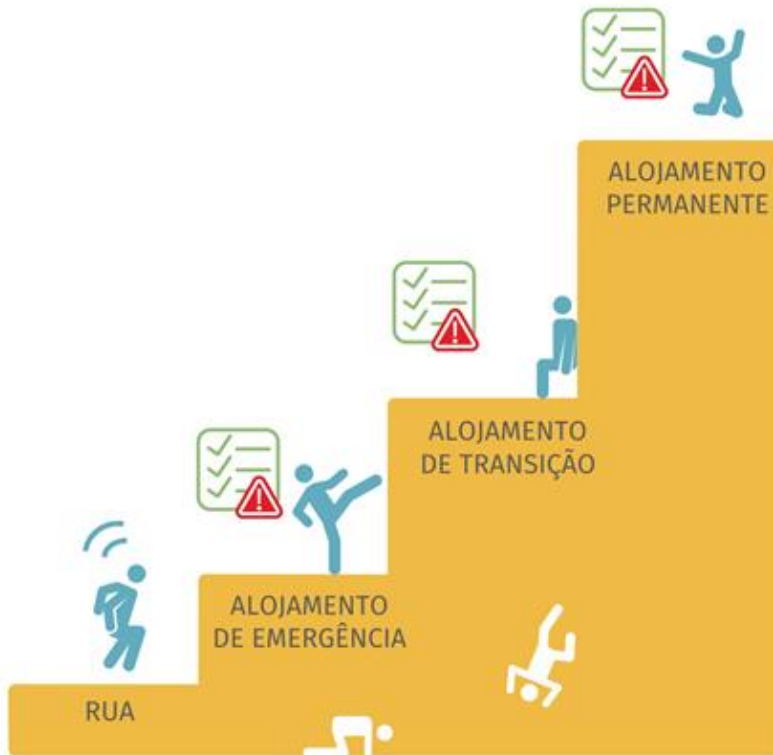 ALOJAMENTO
PERMANENTE
ALOJAMENTO
DE TRANSIÇÃO
ALOJAMENTO
DE EMERGÊNCIA
RUA